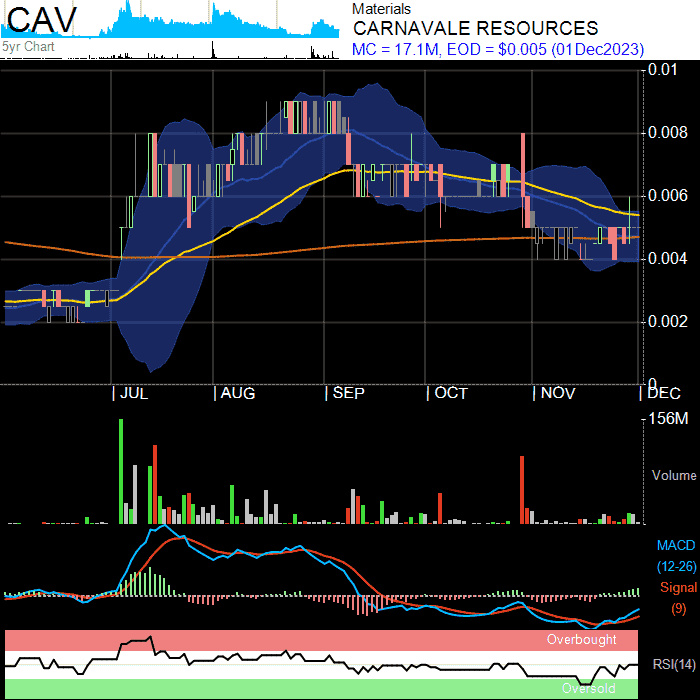 CAV
5yr Chart
Materials
CARNAVALE RESOURCES
MC = 17.1M, EOD = $0.005 (01Dec2023)
0.01
0.008
0.006
0.004
0.002
0
| JUL | AUG | SEP | OCT | NOV | DEC
156M
Volume
MACD
(12-26)
Signal
(9)
Overbought
RSI(14)
Oversold